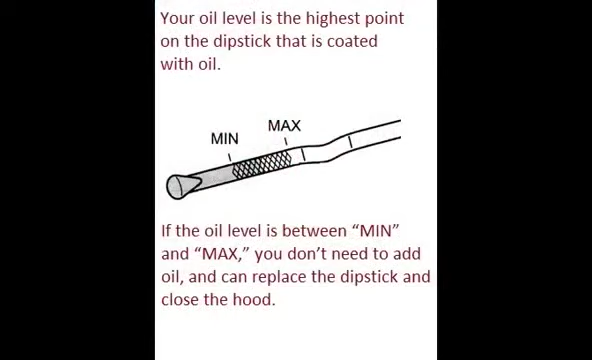 Your oil level is the highest point
on the dipstick that is coated
with oil.
MIN MAX
If the oil level is between “MIN”
and “MAX,” you don’t need to add
oil, and can replace the dipstick and
close the hood.